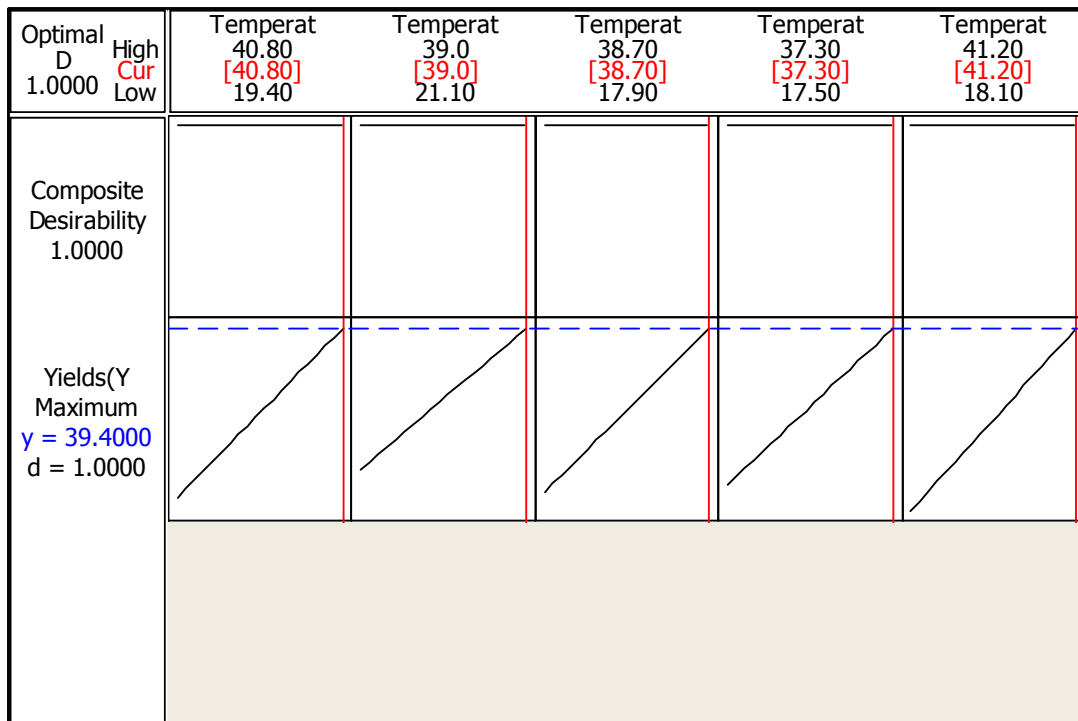 Optimal
D
1.0000
High
Cur
Low
Temperat
40.80
[40.80]
19.40
Temperat
39.0
[39.0]
21.10
Temperat
38.70
[38.70]
17.90
Temperat
37.30
[37.30]
17.50
Temperat
41.20
[41.20]
18.10
Composite
Desirability
1.0000
Yields(Y
Maximum
y = 39.4000
d = 1.0000